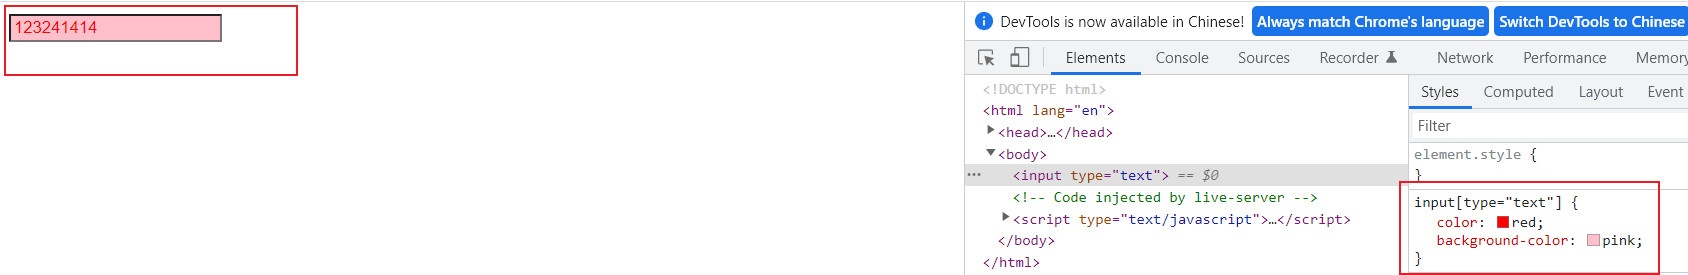 123241414
DevTools is now available in Chinese! Always match Chrome's language Switch DevTools to Chinese
Elements Console Sources Recorder Network Performance Memory
<!DOCTYPE html>
<html lang="en">
<head>…</head>
<body>
<input type="text"> == $0
<!-- Code injected by live-server -->
<script type="text/javascript">…</script>
</body>
</html>
Styles Computed Layout Event
Filter
element.style {
}
input[type="text"] {
color: red;
background-color: pink;
}